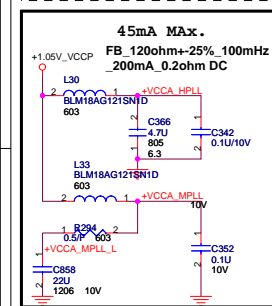 45mA MAx.
FB_120ohm+-25%_100mHz
_200mA_0.2ohm DC
+1.05V_VCCP
L30
+VCCA_HPLL
2 1
BLM18AG121SN1D
603
C366
4.7U
805
6.3
C342
0.1U/10V
L33
BLM18AG121SN1D
603
2 1
+VCCA_MPLL
10V
R294
0.5/F 603
+VCCA_MPLL_L
C858
22U
1206 10V
C352
0.1U
10V